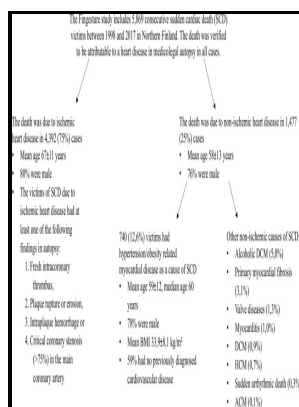 The Fingesture study includes 5,869 consecutive sudden cardiac death (SCD)
victims between 1998 and 2017 in Northern Finland. The death was verified
to be attributable to a heart disease in medicolegal autopsy in all cases.
The death was due to ischemic
heart disease in 4,392 (75%) cases
• Mean age 67±11 years
• 80% were male
• The victims of SCD due to
ischemic heart disease had at
least one of the following
findings in autopsy:
1. Fresh intracoronary
thrombus,
2. Plaque rupture or erosion,
3. Intraplaque hemorrhage or
4. Critical coronary stenosis
(>75%) in the main
coronary artery
The death was due to non-ischemic heart disease in 1,477
(25%) cases
• Mean age 58±13 years
• 76% were male
740 (12,6%) victims had
hypertension/obesity related
myocardial disease as a cause of SCD
• Mean age 59±12, median age 60
years
• 78% were male
• Mean BMI 33,9±8,1 kg/m²
• 59% had no previously diagnosed
cardiovascular disease
Other non-ischemic causes of SCD
• Alcoholic DCM (5,0%)
• Primary myocardial fibrosis
(3,1%)
• Valve diseases (1,3%)
• Myocarditis (1,0%)
• DCM (0,9%)
• HCM (0,7%)
• Sudden arrhythmic death (0,3%)
• ACM (0,1%)